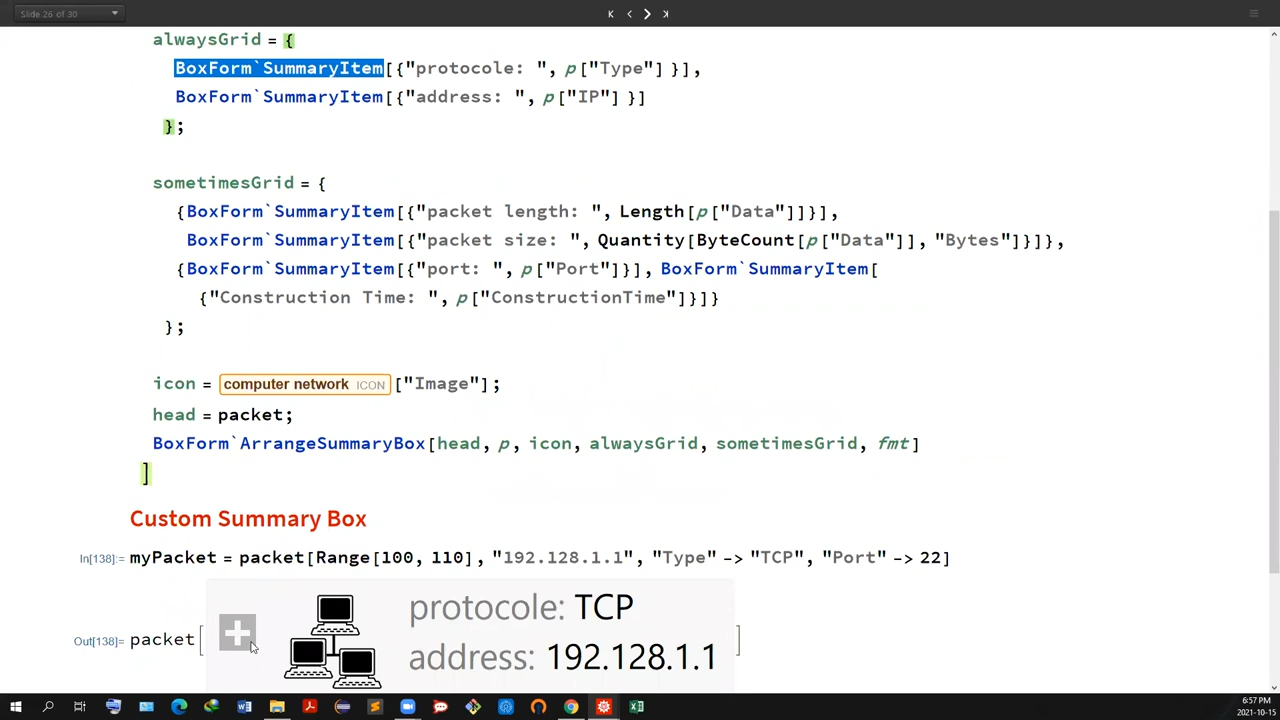 Slide 26 of 30
alwaysGrid = {
BoxForm`SummaryItem[{"protocole: ", p["Type"] }],
BoxForm`SummaryItem[{"address: ", p["IP"] }]
};
sometimesGrid = {
{BoxForm`SummaryItem[{"packet length: ", Length[p["Data"]]}],
BoxForm`SummaryItem[{"packet size: ", Quantity[ByteCount[p["Data"]], "Bytes"]}]},
{BoxForm`SummaryItem[{"port: ", p["Port"]}], BoxForm`SummaryItem[
{"Construction Time: ", p["ConstructionTime"]}]}
};
icon = computer network ICON ["Image"];
head = packet;
BoxForm`ArrangeSummaryBox[head, p, icon, alwaysGrid, sometimesGrid, fmt]
]
Custom Summary Box
In[138]:= myPacket = packet[Range[100, 110], "192.128.1.1", "Type" -> "TCP", "Port" -> 22]
Out[138]= packet[ protocole: TCP
address: 192.128.1.1 ]
6:57 PM
2021-10-15